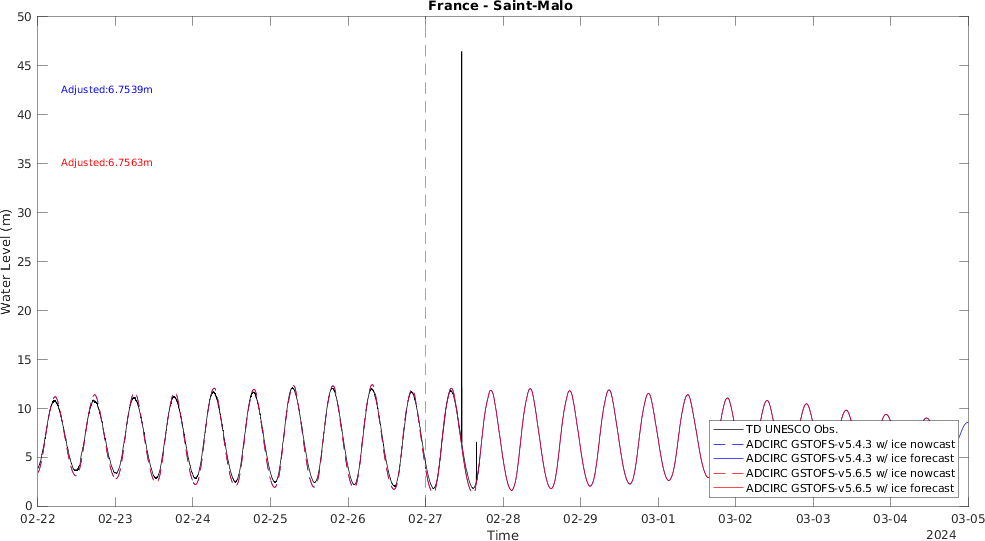 France - Saint-Malo
50
45
40
35
30
25
20
15
10
5
0
Water Level (m)
Adjusted:6.7539m
Adjusted:6.7563m
TD UNESCO Obs.
ADCIRC GSTOFS-v5.4.3 w/ ice nowcast
ADCIRC GSTOFS-v5.4.3 w/ ice forecast
ADCIRC GSTOFS-v5.6.5 w/ ice nowcast
ADCIRC GSTOFS-v5.6.5 w/ ice forecast
02-22 02-23 02-24 02-25 02-26 02-27 02-28 02-29 03-01 03-02 03-03 03-04 03-05
Time
2024